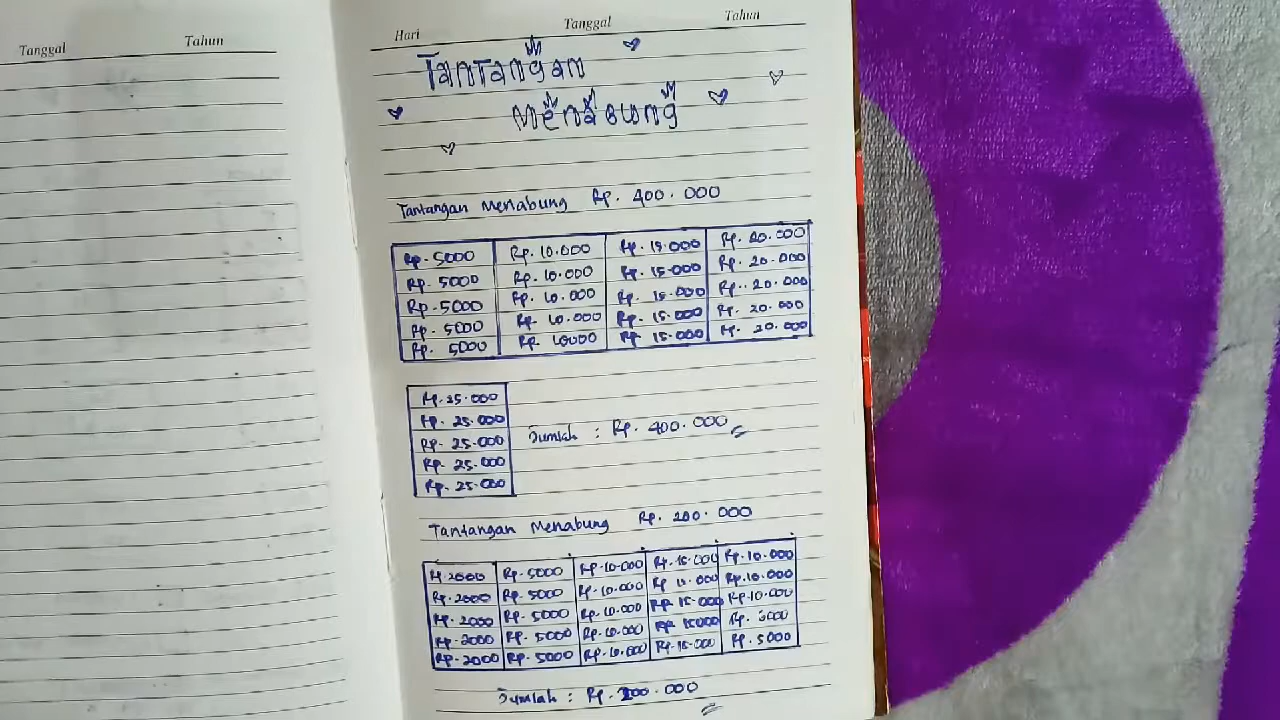 Tanggal Tahun
Hari Tanggal Tahun
Tantangan
Menabung
Tantangan Menabung Rp. 400.000
Rp. 5000 Rp. 10.000 Rp. 15.000 Rp. 20.000
Rp. 5000 Rp. 10.000 Rp. 15.000 Rp. 20.000
Rp. 5000 Rp. 10.000 Rp. 15.000 Rp. 20.000
Rp. 5000 Rp. 10.000 Rp. 15.000 Rp. 20.000
Rp. 5000 Rp. 10000 Rp. 15.000 Rp. 20.000
Rp. 25.000
Rp. 25.000
Rp. 25.000
Rp. 25.000
Rp. 25.000
Jumlah : Rp. 400.000
Tantangan Menabung Rp. 200.000
Rp. 2000 Rp. 5000 Rp. 10.000 Rp. 15.000 Rp. 10.000
Rp. 2000 Rp. 5000 Rp. 10.000 Rp. 15.000 Rp. 10.000
Rp. 2000 Rp. 5000 Rp. 10.000 Rp. 15.000 Rp. 10.000
Rp. 2000 Rp. 5000 Rp. 10.000 Rp. 15000 Rp.
Rp. 2000 Rp. 5000 Rp. 10.000 Rp. 15.000 Rp. 5000
Jumlah : Rp. 200.000